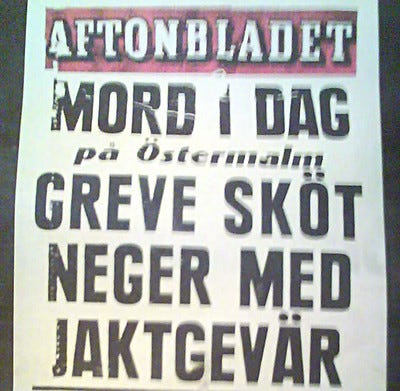 AFTONBLADET
MORD I DAG
på Östermalm
GREVE SKÖT
NEGER MED
JAKTGEVÄR